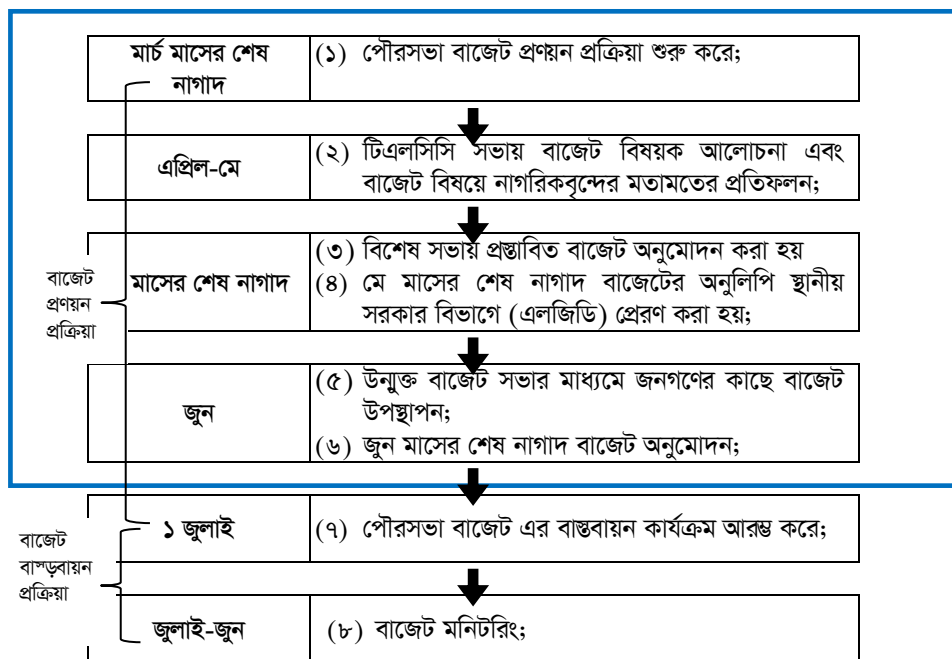 মার্চ মাসের শেষ
নাগাদ
(১) পৌরসভা বাজেট প্রণয়ন প্রক্রিয়া শুরু করে;
এপ্রিল-মে
(২) টিএলসিসি সভায় বাজেট বিষয়ক আলোচনা এবং
বাজেট বিষয়ে নাগরিকবৃন্দের মতামতের প্রতিফলন;
বাজেট
প্রণয়ন
প্রক্রিয়া
মাসের শেষ নাগাদ
(৩) বিশেষ সভায় প্রস্তাবিত বাজেট অনুমোদন করা হয়
(৪) মে মাসের শেষ নাগাদ বাজেটের অনুলিপি স্থানীয়
সরকার বিভাগে (এলজিডি) প্রেরণ করা হয়;
জুন
(৫) উন্মুক্ত বাজেট সভার মাধ্যমে জনগণের কাছে বাজেট
উপস্থাপন;
(৬) জুন মাসের শেষ নাগাদ বাজেট অনুমোদন;
১ জুলাই
(৭) পৌরসভা বাজেট এর বাস্তবায়ন কার্যক্রম আরম্ভ করে;
বাজেট
বাস্ড়বায়ন
প্রক্রিয়া
জুলাই-জুন
(৮) বাজেট মনিটরিং;